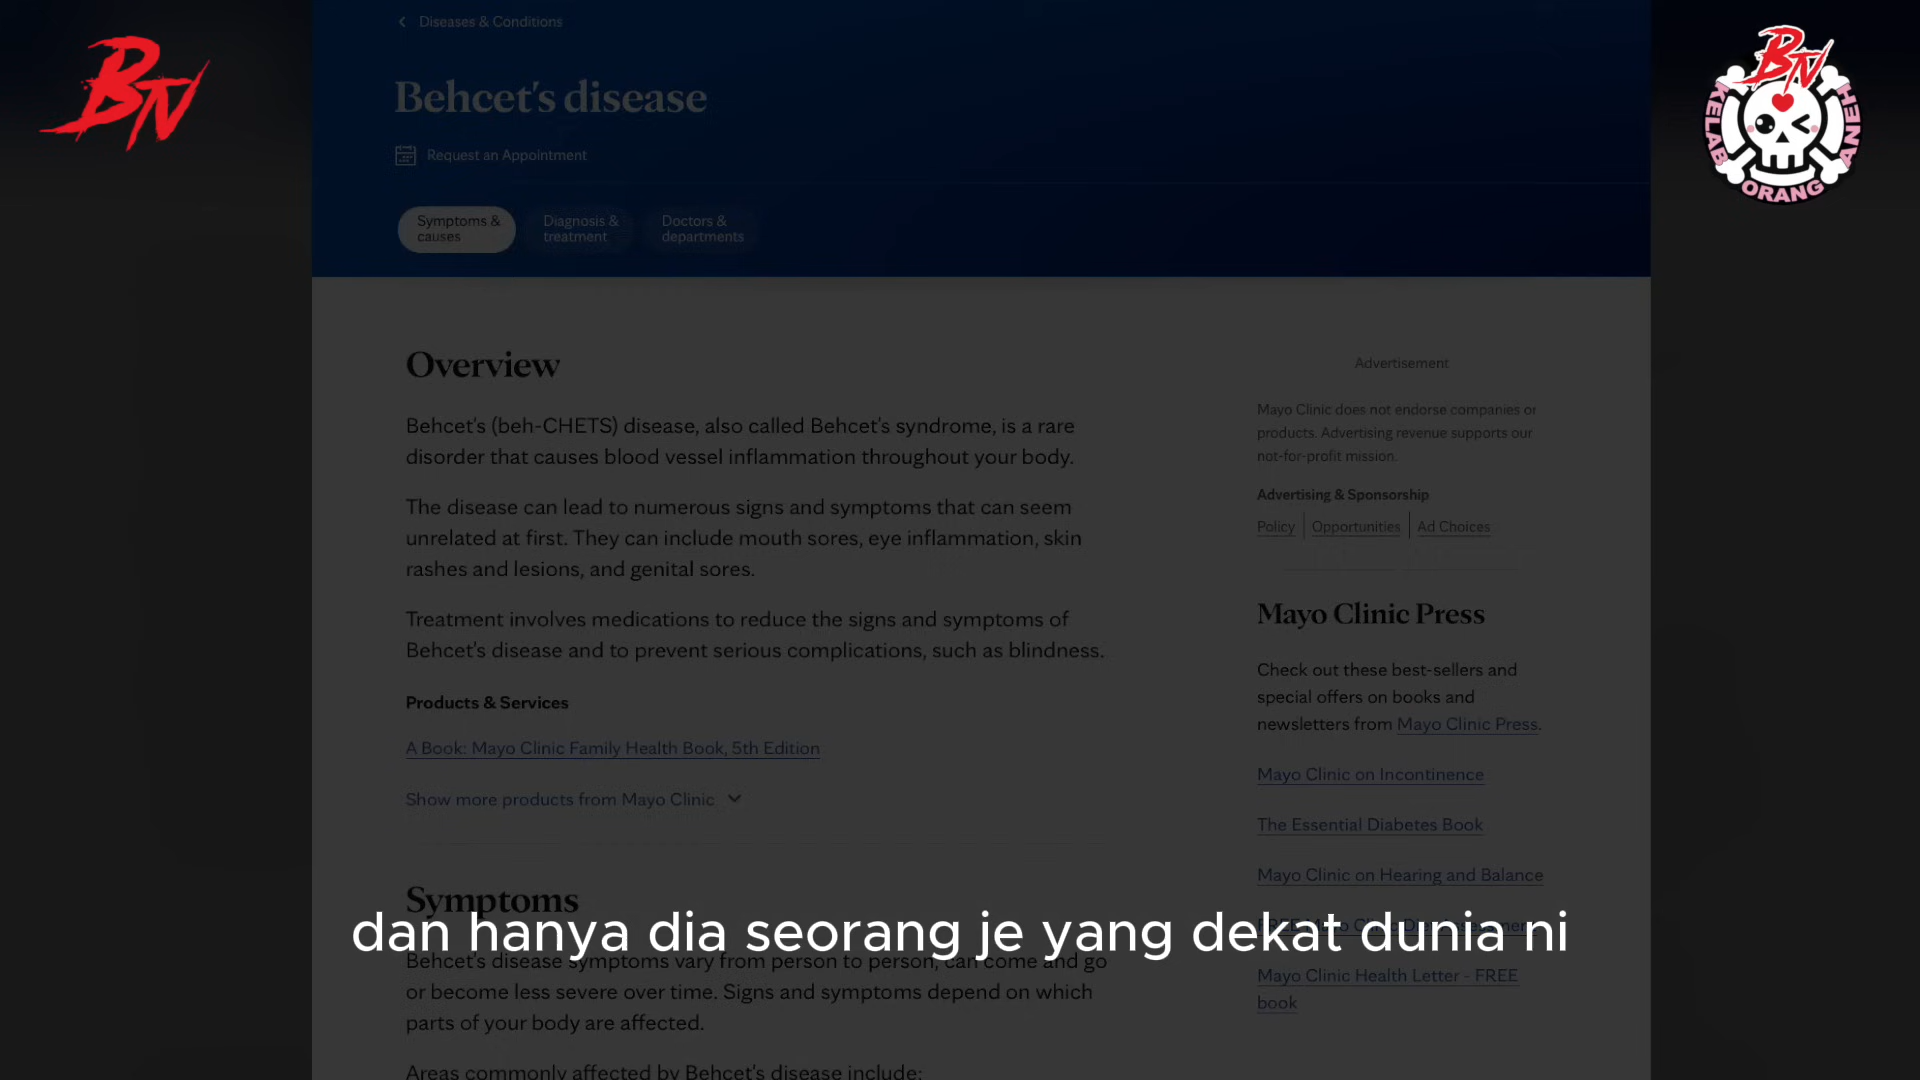 BN
Diseases & Conditions
Behcet's disease
Request an Appointment
Symptoms &
causes
Diagnosis &
treatment
Doctors &
departments
BN
KELAB
ORANG
ANEH
Overview
Behcet's (beh-CHETS) disease, also called Behcet's syndrome, is a rare
disorder that causes blood vessel inflammation throughout your body.
The disease can lead to numerous signs and symptoms that can seem
unrelated at first. They can include mouth sores, eye inflammation, skin
rashes and lesions, and genital sores.
Treatment involves medications to reduce the signs and symptoms of
Behcet's disease and to prevent serious complications, such as blindness.
Products & Services
A Book: Mayo Clinic Family Health Book, 5th Edition
Show more products from Mayo Clinic
Symptoms
Behcet's disease symptoms vary from person to person, can come and go
or become less severe over time. Signs and symptoms depend on which
parts of your body are affected.
Areas commonly affected by Behcet's disease include:
Advertisement
Mayo Clinic does not endorse companies or
products. Advertising revenue supports our
not-for-profit mission.
Advertising & Sponsorship
Policy
Opportunities
Ad Choices
Mayo Clinic Press
Check out these best-sellers and
special offers on books and
newsletters from Mayo Clinic Press.
Mayo Clinic on Incontinence
The Essential Diabetes Book
Mayo Clinic on Hearing and Balance
Mayo Clinic Health Letter - FREE
book
dan hanya dia seorang je yang dekat dunia ni